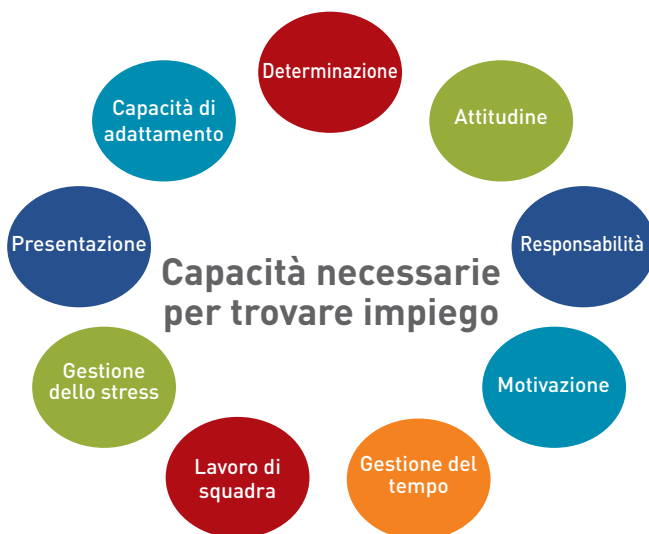 Determinazione
Capacità di
adattamento
Attitudine
Presentazione
Responsabilità
Capacità necessarie
per trovare impiego
Gestione
dello stress
Motivazione
Lavoro di
squadra
Gestione del
tempo